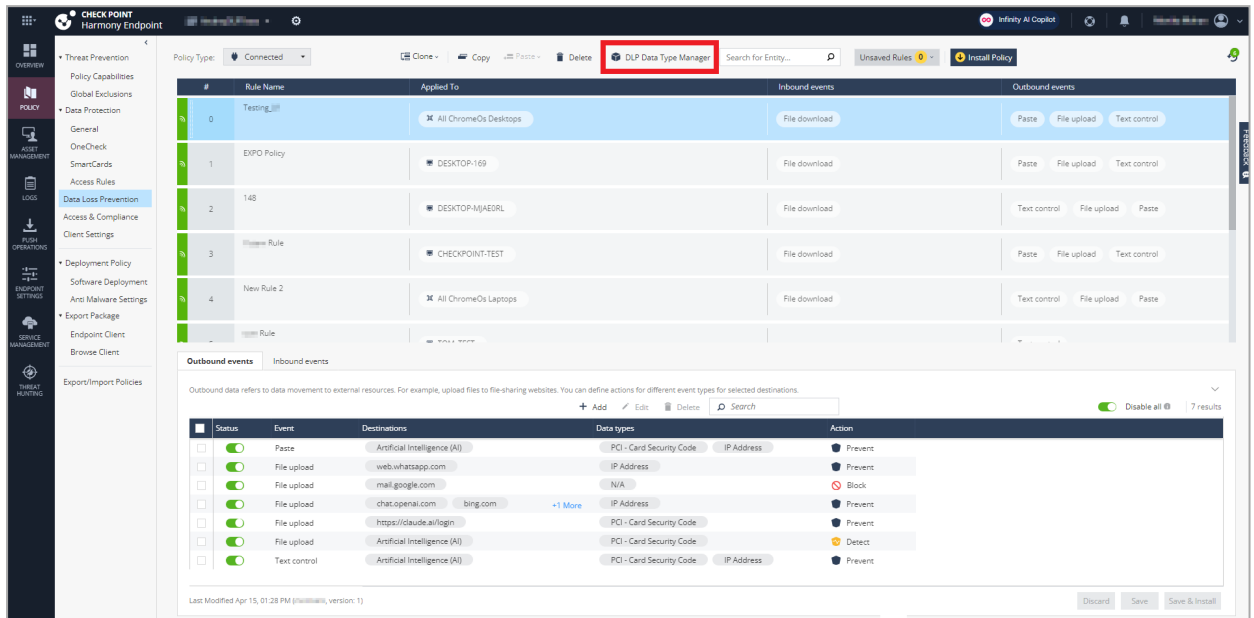 CHECK POINT
Harmony Endpoint
Infinity AI Copilot
OVERVIEW
POLICY
ASSET
MANAGEMENT
LOGS
PUSH
OPERATIONS
ENDPOINT
SETTINGS
SERVICE
MANAGEMENT
THREAT
HUNTING
Threat Prevention
Policy Capabilities
Global Exclusions
Data Protection
General
OneCheck
SmartCards
Access Rules
Data Loss Prevention
Access & Compliance
Client Settings
Deployment Policy
Software Deployment
Anti Malware Settings
Export Package
Endpoint Client
Browse Client
Export/Import Policies
Policy Type: Connected Clone Copy Paste Delete DLP Data Type Manager Search for Entity... Unsaved Rules 0 Install Policy 9
# Rule Name Applied To Inbound events Outbound events
0 Testing_ All ChromeOs Desktops File download Paste File upload Text control
1 EXPO Policy DESKTOP-169 File download Paste File upload Text control
2 148 DESKTOP-MJAE0RL File download Text control File upload Paste
3 Rule CHECKPOINT-TEST File download Paste File upload Text control
4 New Rule 2 All ChromeOs Laptops File download Text control File upload Paste
Rule
Feedback
Outbound events Inbound events
Outbound data refers to data movement to external resources. For example, upload files to file-sharing websites. You can define actions for different event types for selected destinations.
+ Add Edit Delete Search Disable all 7 results
Status Event Destinations Data types Action
Paste Artificial Intelligence (AI) PCI - Card Security Code IP Address Prevent
File upload web.whatsapp.com IP Address Prevent
File upload mail.google.com N/A Block
File upload chat.openai.com bing.com +1 More IP Address Prevent
File upload https://claude.ai/login PCI - Card Security Code Prevent
File upload Artificial Intelligence (AI) PCI - Card Security Code Detect
Text control Artificial Intelligence (AI) PCI - Card Security Code IP Address Prevent
Last Modified Apr 15, 01:28 PM ( , version: 1) Discard Save Save & Install